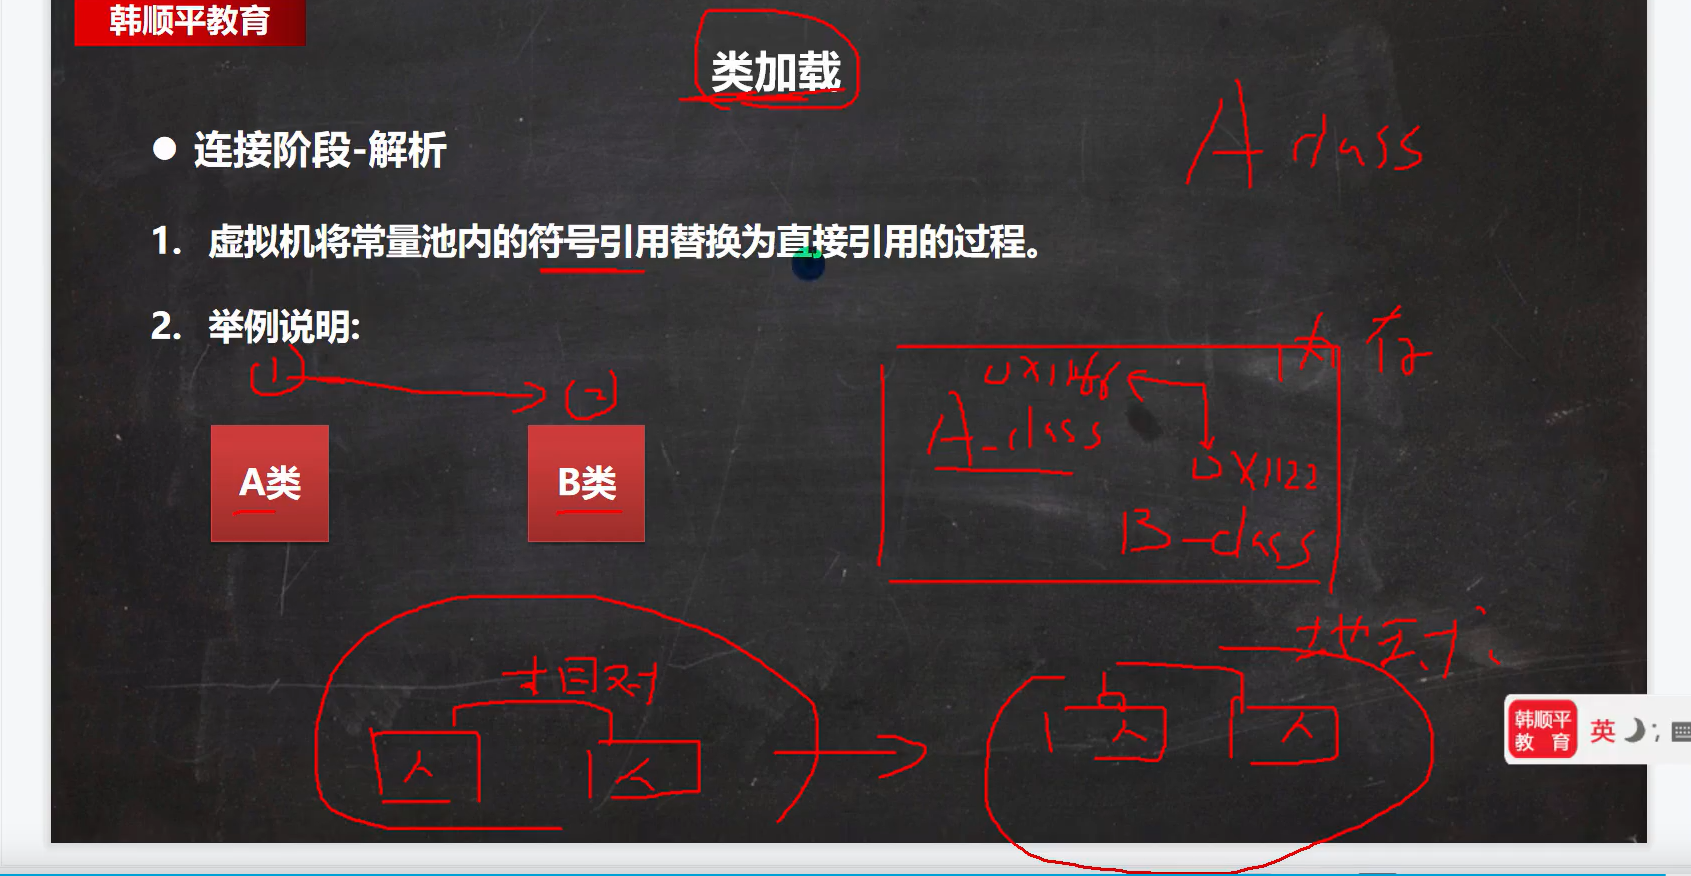 韩顺平教育
类加载
A class
连接阶段-解析
1. 虚拟机将常量池内的符号引用替换为直接引用的过程。
2. 举例说明:
内存
① ②
A_class
0X1122
A类 B类
B_class
相对
韩顺平
教 育
英